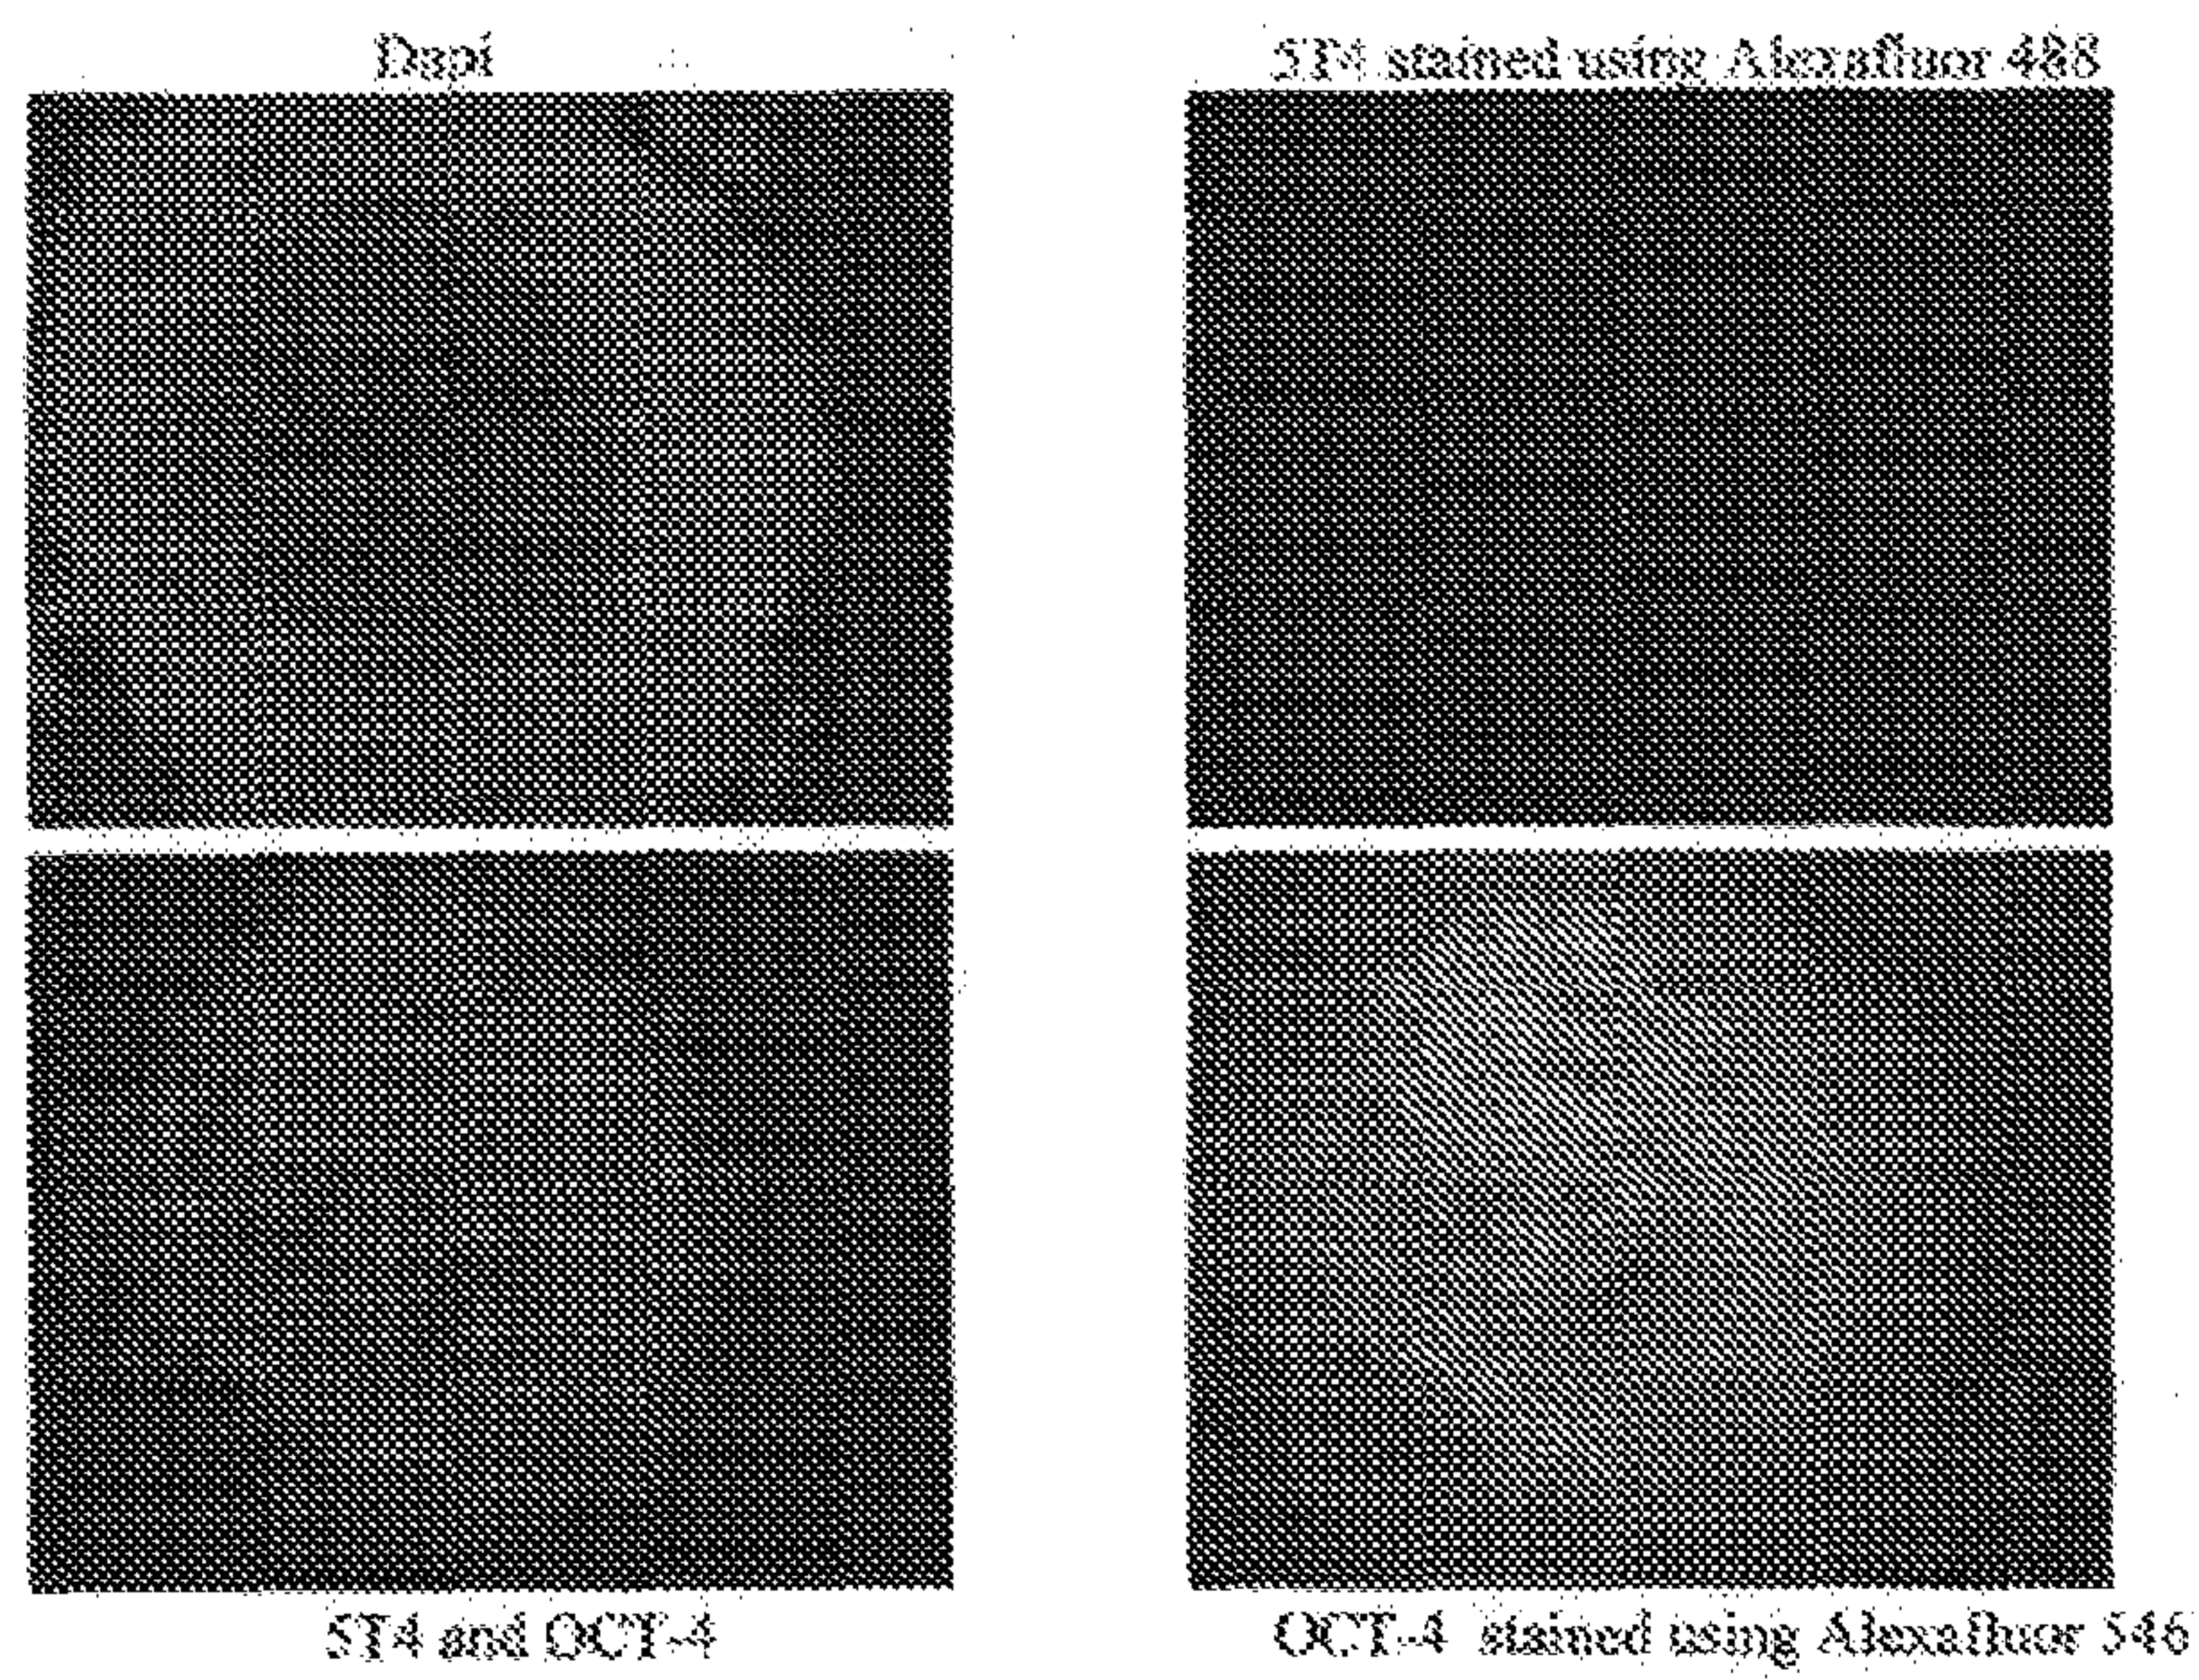 Dapi
5T4 stained using Alexafluor 488
5T4 and OCT-4
OCT-4 stained using Alexafluor 546